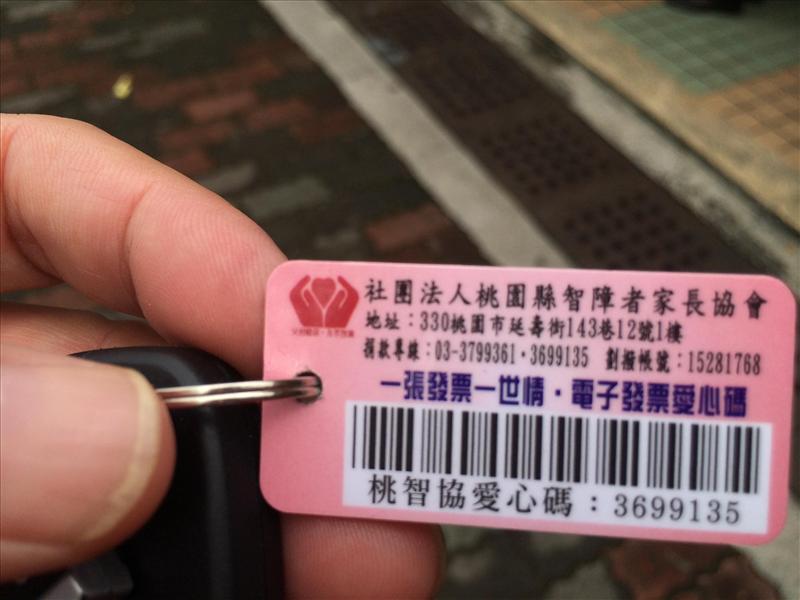 社團法人桃園縣智障者家長協會
地址：330桃園市延壽街143巷12號1樓
捐款專線：03-3799361·3699135 劃撥帳號：15281768
一張發票一世情·電子發票愛心碼
桃智協愛心碼：3699135